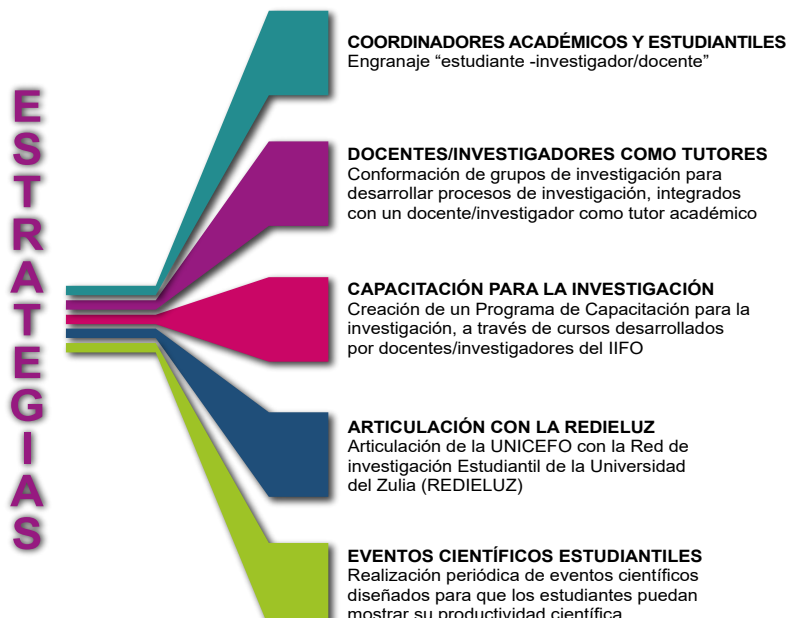 ESTRATEGIAS
COORDINADORES ACADÉMICOS Y ESTUDIANTILES
Engranaje “estudiante -investigador/docente”
DOCENTES/INVESTIGADORES COMO TUTORES
Conformación de grupos de investigación para
desarrollar procesos de investigación, integrados
con un docente/investigador como tutor académico
CAPACITACIÓN PARA LA INVESTIGACIÓN
Creación de un Programa de Capacitación para la
investigación, a través de cursos desarrollados
por docentes/investigadores del IIFO
ARTICULACIÓN CON LA REDIELUZ
Articulación de la UNICEFO con la Red de
investigación Estudiantil de la Universidad
del Zulia (REDIELUZ)
EVENTOS CIENTÍFICOS ESTUDIANTILES
Realización periódica de eventos científicos
diseñados para que los estudiantes puedan
mostrar su productividad científica